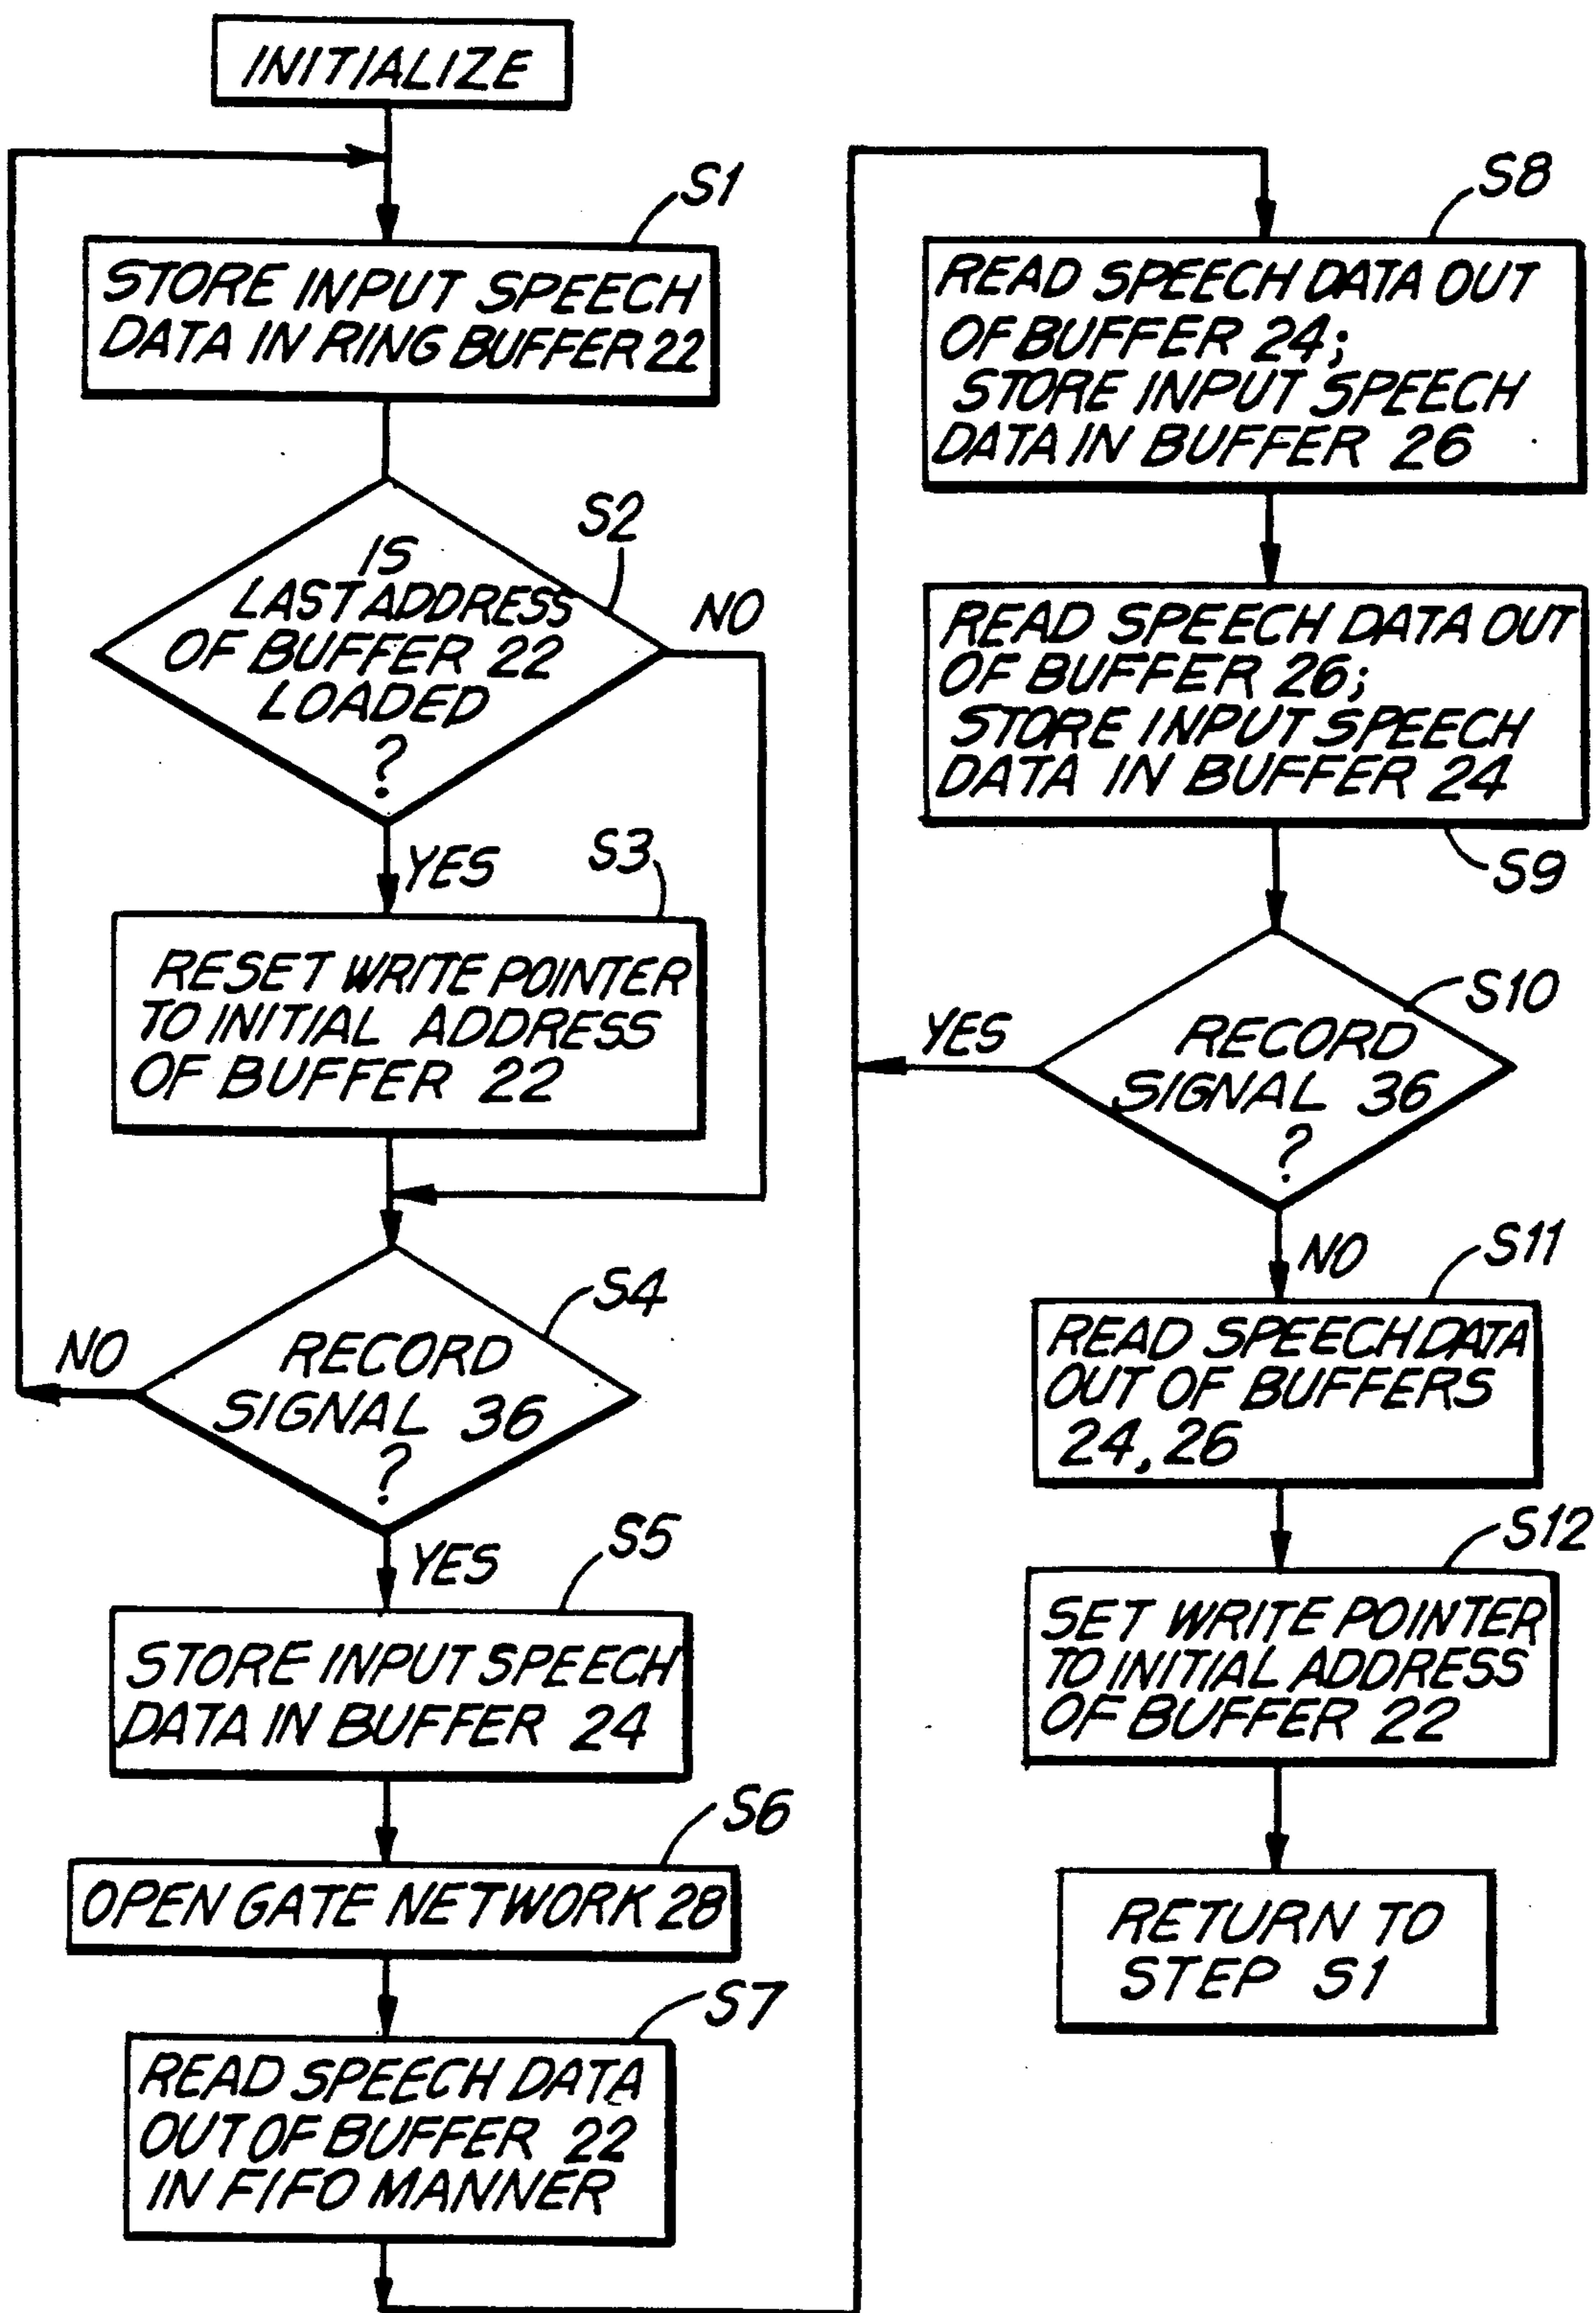 INITIALIZE
S1
STORE INPUT SPEECH
DATA IN RING BUFFER 22
S2
IS
LAST ADDRESS
OF BUFFER 22
LOADED
?
NO
YES
S3
RESET WRITE POINTER
TO INITIAL ADDRESS
OF BUFFER 22
S4
RECORD
SIGNAL 36
?
NO
YES
S5
STORE INPUT SPEECH
DATA IN BUFFER 24
S6
OPEN GATE NETWORK 28
S7
READ SPEECH DATA
OUT OF BUFFER 22
IN FIFO MANNER
S8
READ SPEECH DATA OUT
OF BUFFER 24;
STORE INPUT SPEECH
DATA IN BUFFER 26
READ SPEECH DATA OUT
OF BUFFER 26;
STORE INPUT SPEECH
DATA IN BUFFER 24
S9
S10
RECORD
SIGNAL 36
?
YES
NO
S11
READ SPEECH DATA
OUT OF BUFFERS
24, 26
S12
SET WRITE POINTER
TO INITIAL ADDRESS
OF BUFFER 22
RETURN TO
STEP S1